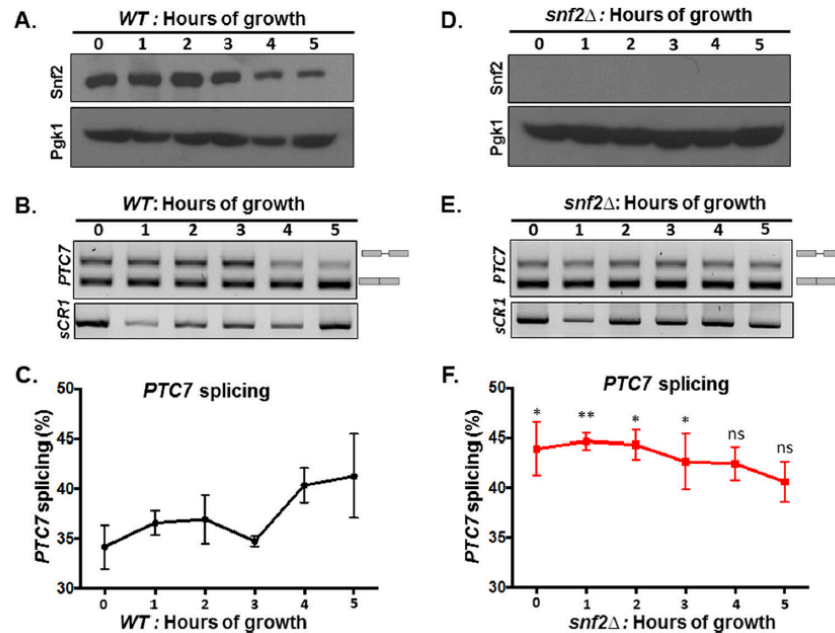 A.
WT : Hours of growth
0 1 2 3 4 5
Snf2
Pgk1
B.
WT: Hours of growth
0 1 2 3 4 5
PTC7
sCR1
C.
PTC7 splicing
PTC7 splicing (%)
50
45
40
35
30
0 1 2 3 4 5
WT : Hours of growth
D.
snf2Δ: Hours of growth
0 1 2 3 4 5
Snf2
Pgk1
E.
snf2Δ: Hours of growth
0 1 2 3 4 5
PTC7
sCR1
F.
PTC7 splicing
PTC7 splicing (%)
50
45
40
35
30
* ** * * ns ns
0 1 2 3 4 5
snf2Δ: Hours of growth